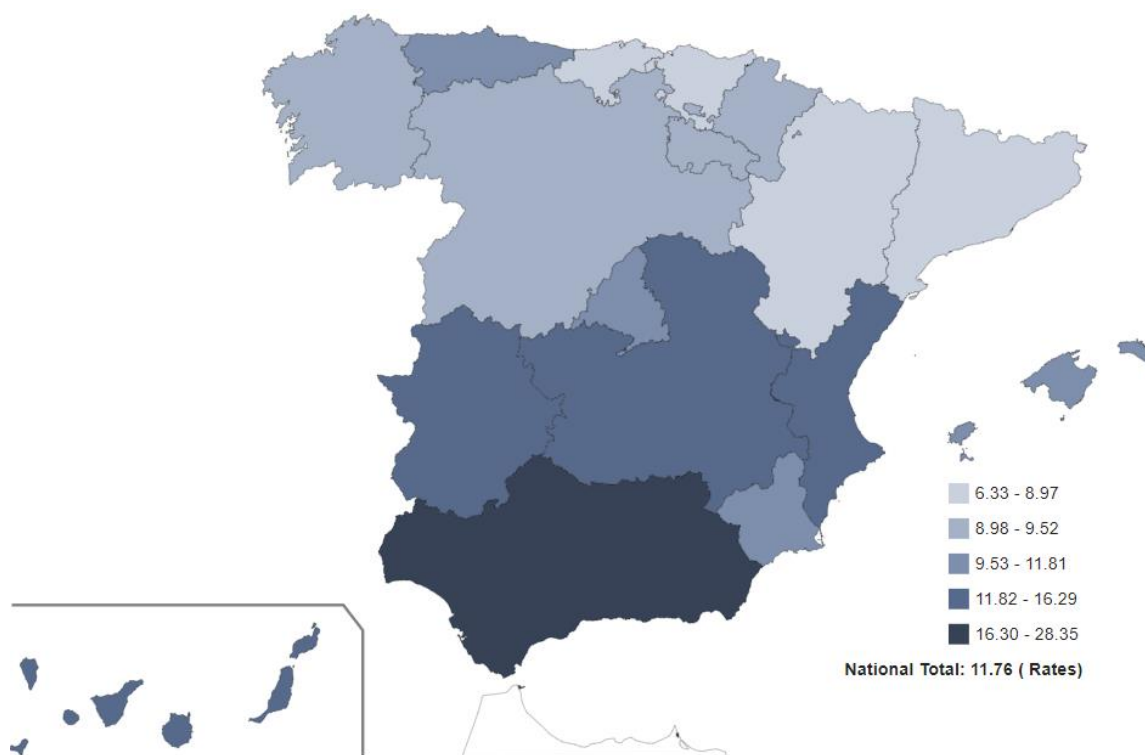 6.33 - 8.97
8.98 - 9.52
9.53 - 11.81
11.82 - 16.29
16.30 - 28.35
National Total: 11.76 ( Rates)